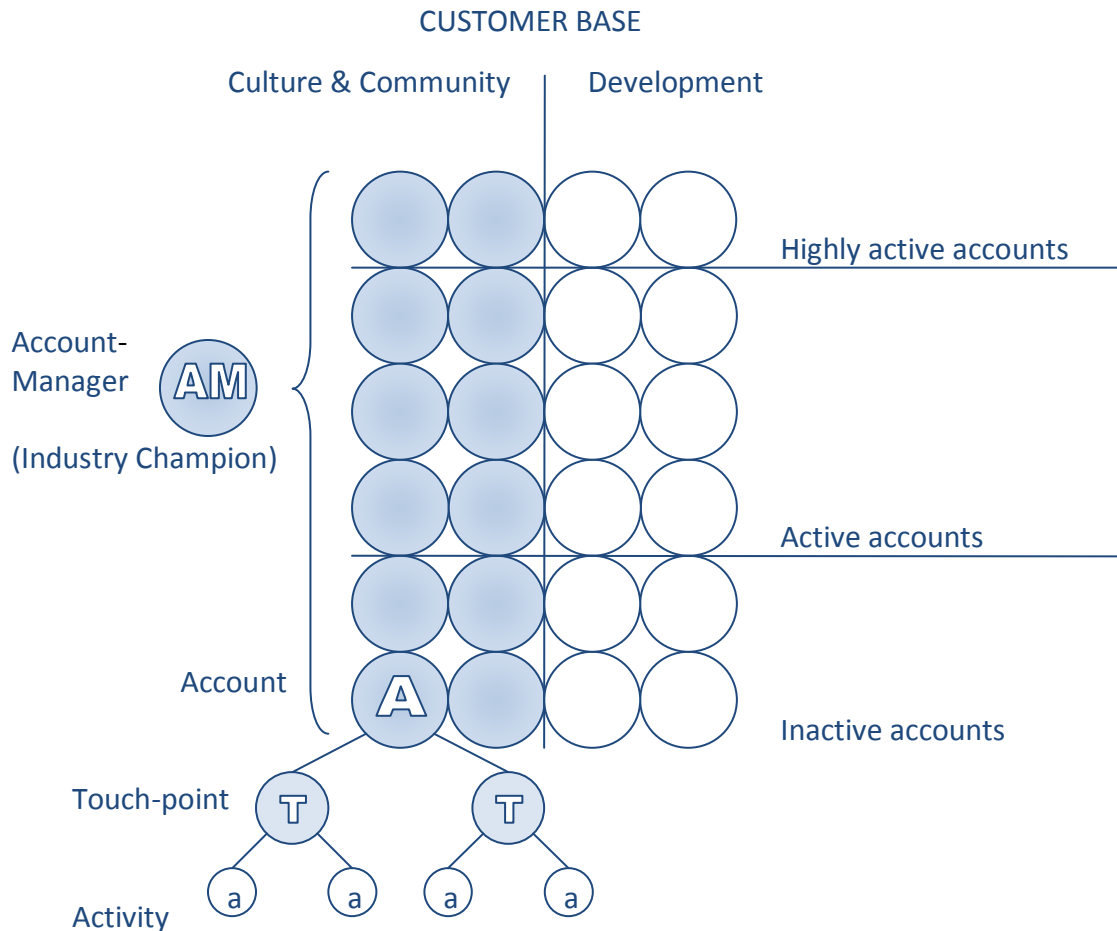 CUSTOMER BASE
Culture & Community
Development
Highly active accounts
Account-
Manager
AM
(Industry Champion)
Active accounts
Account
A
Inactive accounts
Touch-point
T
T
a
a
a
a
Activity